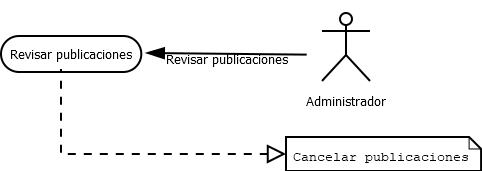 Revisar publicaciones
Revisar publicaciones
Administrador
Cancelar publicaciones